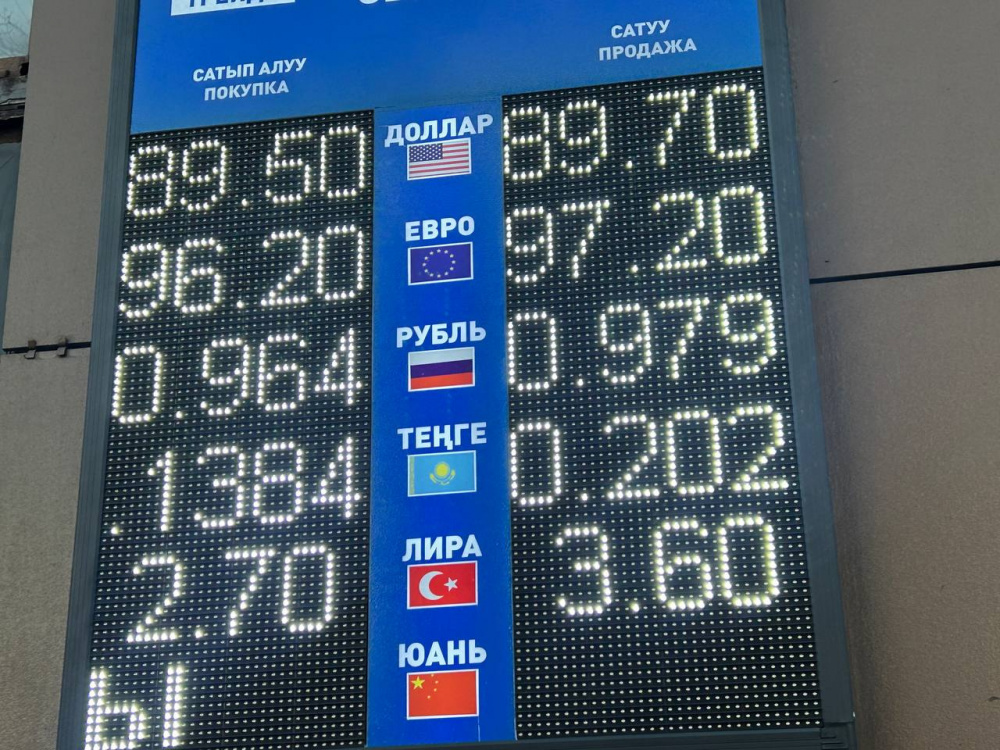 САТЫП АЛУУ
ПОКУПКА
САТУУ
ПРОДАЖА
89.50 ДОЛЛАР 89.70
96.20 ЕВРО 97.20
0.964 РУБЛЬ 0.979
.1384 ТЕҢГЕ 0.202
2.70 ЛИРА 3.60
ЮАНЬ